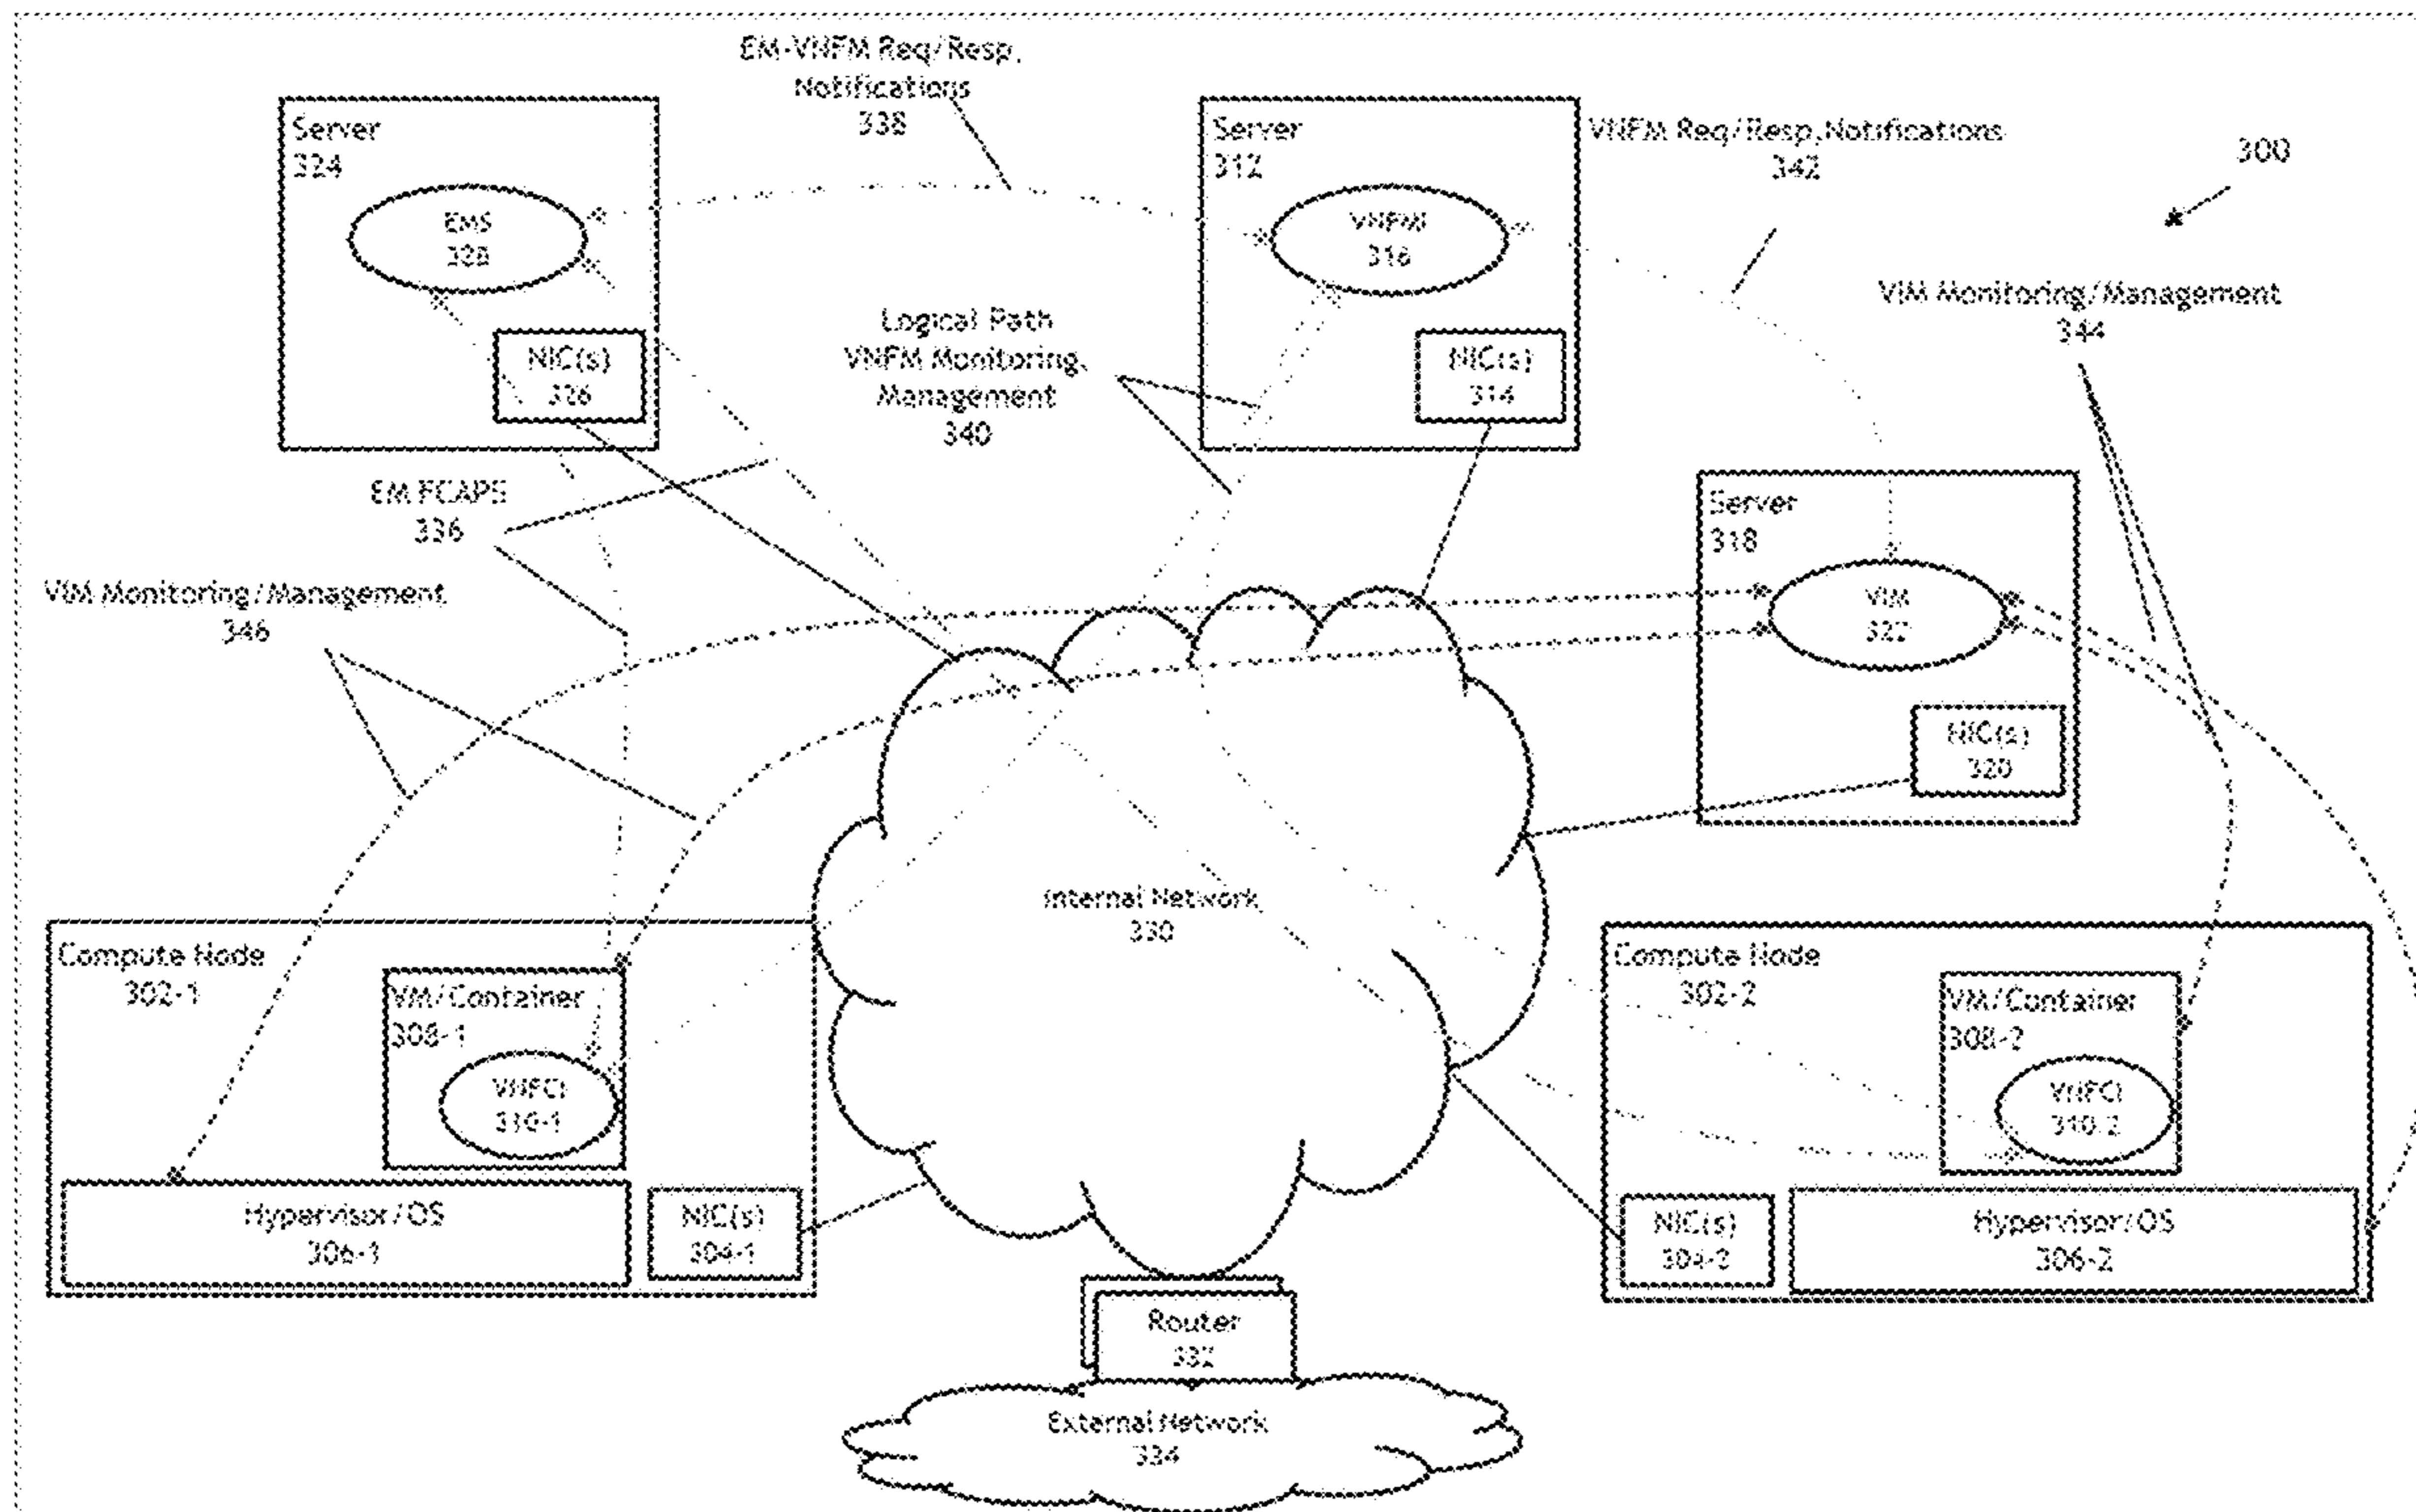 EM-VNFM Req/Resp,
Notifications
338
Server
324
EMS
328
NIC(s)
326
Server
312
VNFM
316
NIC(s)
314
VNFM Req/Resp,Notifications
342
300
VIM Monitoring/Management
344
Logical Path
VNFM Monitoring,
Management
340
EM FCAPS
336
VIM Monitoring/Management
346
Server
318
VIM
322
NIC(s)
320
Internal Network
330
Compute Node
302-1
VM/Container
308-1
VNFCI
310-1
Hypervisor/OS
306-1
NIC(s)
304-1
Compute Node
302-2
VM/Container
308-2
VNFCI
310-2
NIC(s)
304-2
Hypervisor/OS
306-2
Router
332
External Network
334